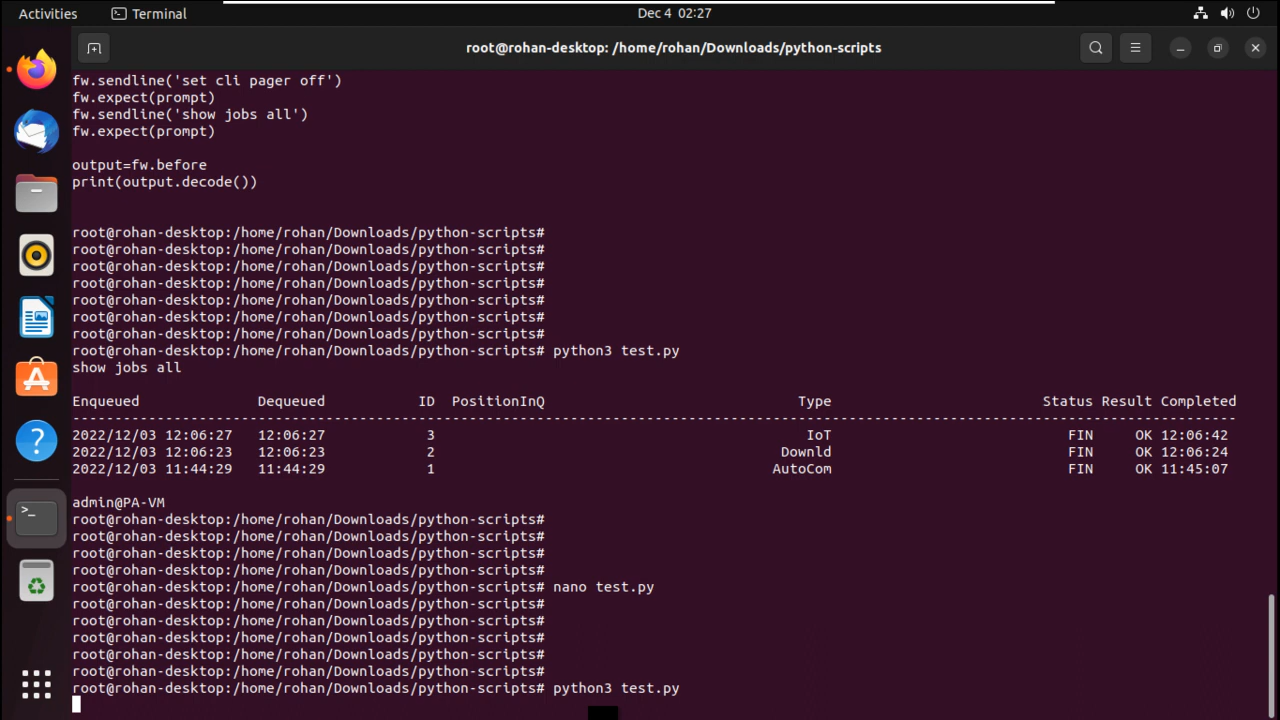 Activities
Terminal
Dec 4 02:27
root@rohan-desktop: /home/rohan/Downloads/python-scripts
fw.sendline('set cli pager off')
fw.expect(prompt)
fw.sendline('show jobs all')
fw.expect(prompt)
output=fw.before
print(output.decode())
root@rohan-desktop:/home/rohan/Downloads/python-scripts#
root@rohan-desktop:/home/rohan/Downloads/python-scripts#
root@rohan-desktop:/home/rohan/Downloads/python-scripts#
root@rohan-desktop:/home/rohan/Downloads/python-scripts#
root@rohan-desktop:/home/rohan/Downloads/python-scripts#
root@rohan-desktop:/home/rohan/Downloads/python-scripts#
root@rohan-desktop:/home/rohan/Downloads/python-scripts#
root@rohan-desktop:/home/rohan/Downloads/python-scripts# python3 test.py
show jobs all
Enqueued Dequeued ID PositionInQ Type Status Result Completed
--------------------------------------------------------------------------------------------------------------------------------------------
2022/12/03 12:06:27 12:06:27 3 IoT FIN OK 12:06:42
2022/12/03 12:06:23 12:06:23 2 Downld FIN OK 12:06:24
2022/12/03 11:44:29 11:44:29 1 AutoCom FIN OK 11:45:07
admin@PA-VM
root@rohan-desktop:/home/rohan/Downloads/python-scripts#
root@rohan-desktop:/home/rohan/Downloads/python-scripts#
root@rohan-desktop:/home/rohan/Downloads/python-scripts#
root@rohan-desktop:/home/rohan/Downloads/python-scripts#
root@rohan-desktop:/home/rohan/Downloads/python-scripts# nano test.py
root@rohan-desktop:/home/rohan/Downloads/python-scripts#
root@rohan-desktop:/home/rohan/Downloads/python-scripts#
root@rohan-desktop:/home/rohan/Downloads/python-scripts#
root@rohan-desktop:/home/rohan/Downloads/python-scripts#
root@rohan-desktop:/home/rohan/Downloads/python-scripts#
root@rohan-desktop:/home/rohan/Downloads/python-scripts# python3 test.py